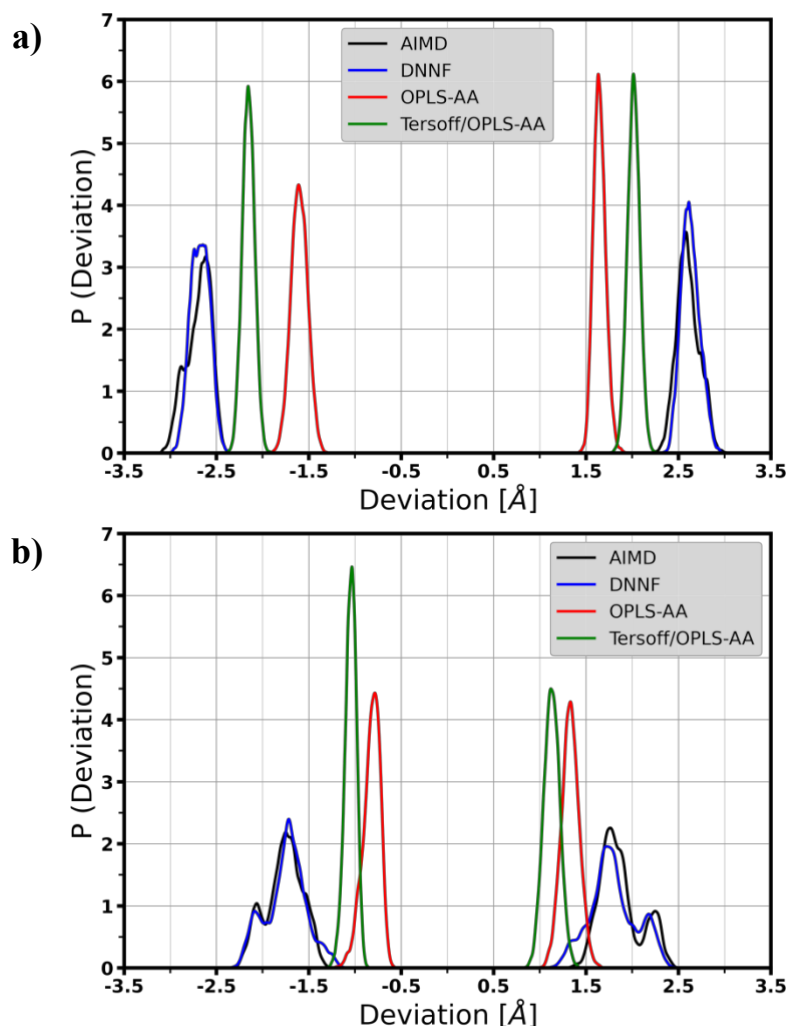 a)
7
6
5
4
3
2
1
0
P (Deviation)
AIMD
DNNF
OPLS-AA
Tersoff/OPLS-AA
-3.5 -2.5 -1.5 -0.5 0.5 1.5 2.5 3.5
Deviation [Å]
b)
7
6
5
4
3
2
1
0
P (Deviation)
AIMD
DNNF
OPLS-AA
Tersoff/OPLS-AA
-3.5 -2.5 -1.5 -0.5 0.5 1.5 2.5 3.5
Deviation [Å]